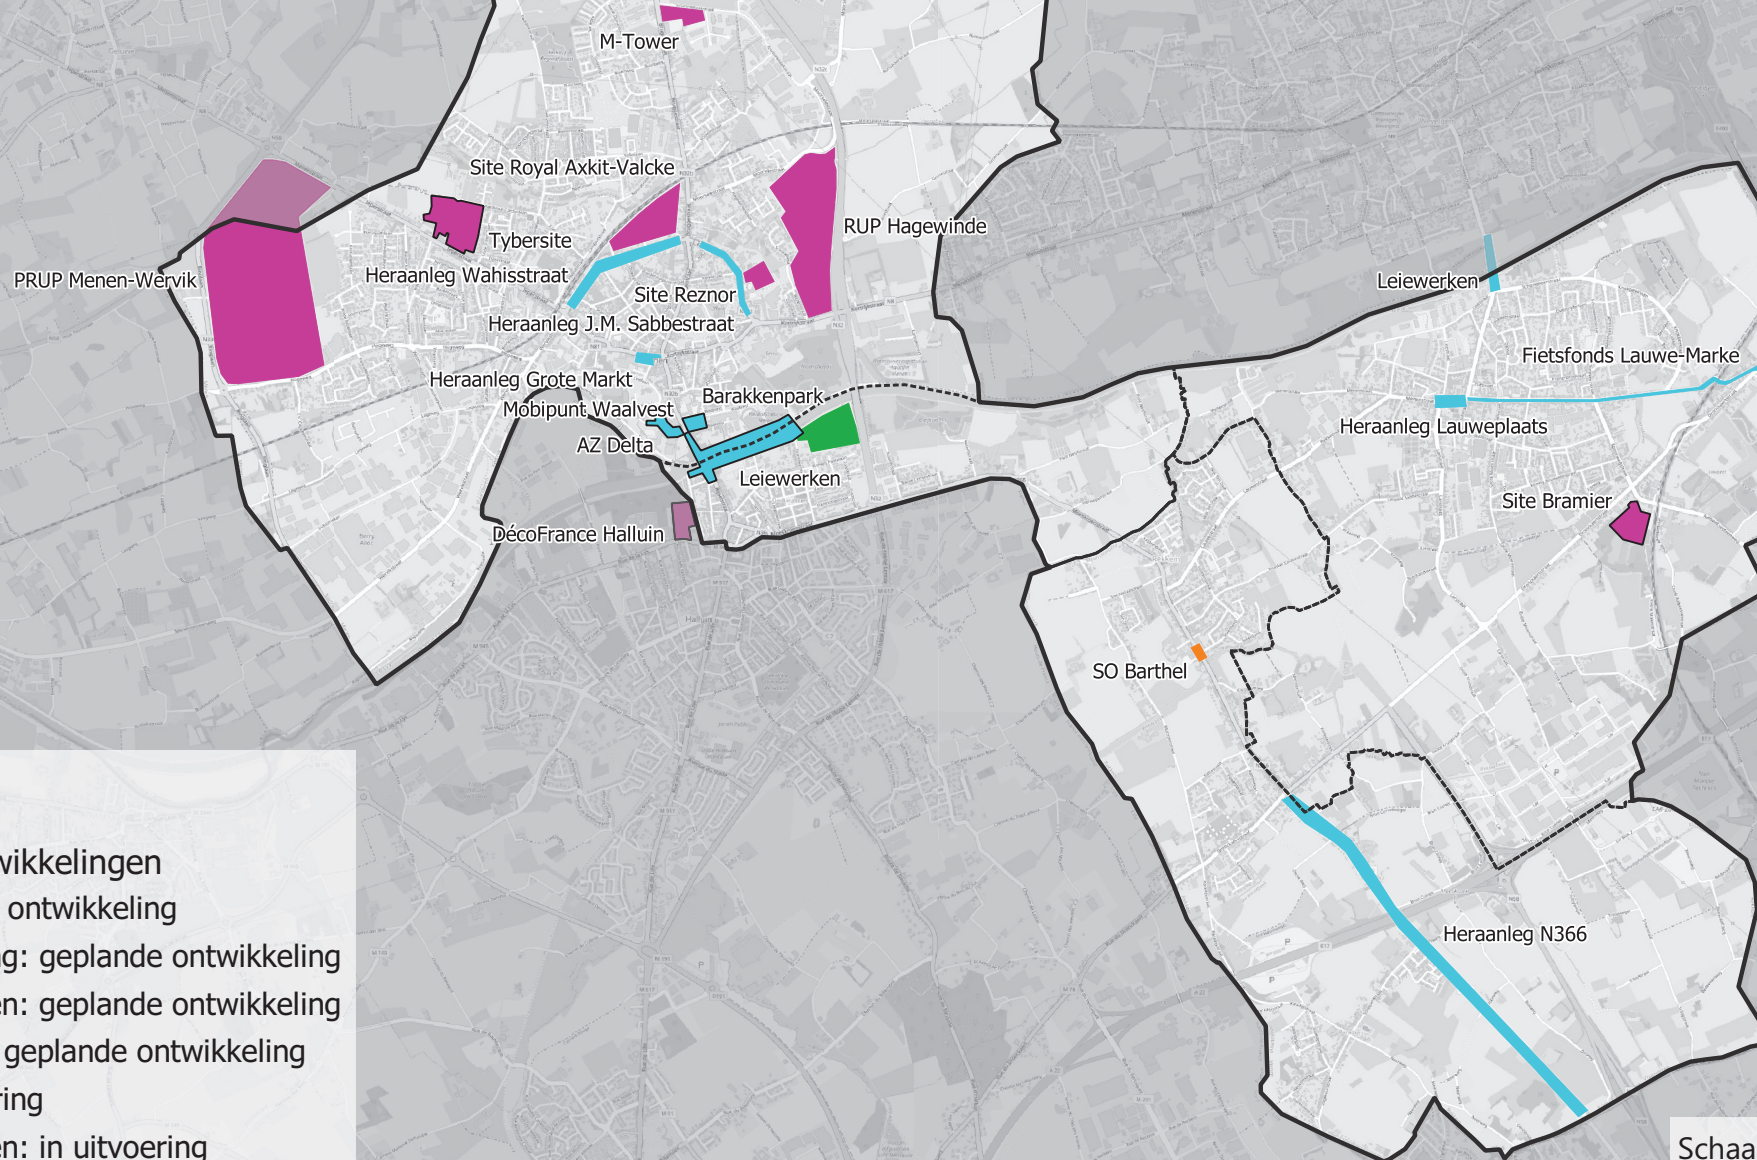 M-Tower
Site Royal Axkit-Valcke
RUP Hagewinde
Tybersite
PRUP Menen-Wervik
Heraanleg Wahisstraat
Leiewerken
Site Reznor
Heraanleg J.M. Sabbestraat
Fietsfonds Lauwe-Marke
Heraanleg Grote Markt
Barakkenpark
Mobipunt Waalvest
Heraanleg Lauweplaats
AZ Delta
Leiewerken
Site Bramier
DécoFrance Halluin
Halluin
SO Barthel
Heraanleg N366
wikkelingen
ontwikkeling
ng: geplande ontwikkeling
en: geplande ontwikkeling
geplande ontwikkeling
ring
en: in uitvoering
Schaa